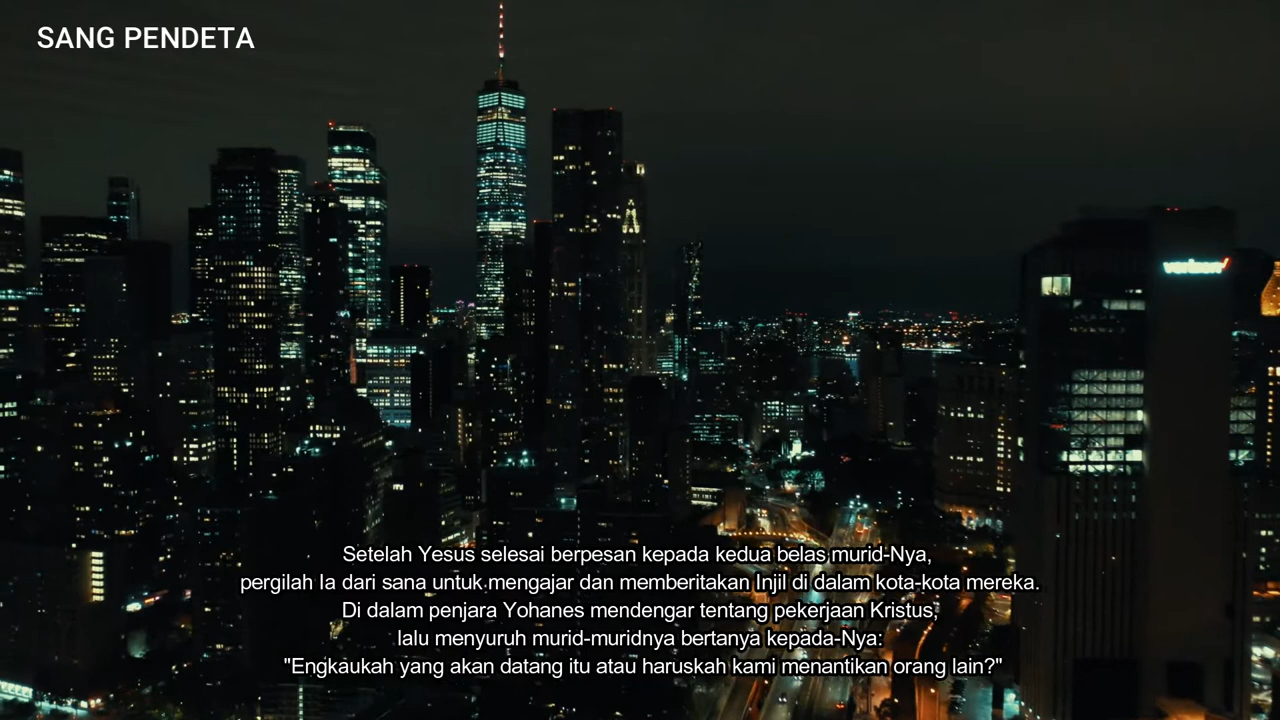 SANG PENDETA
verizon
Setelah Yesus selesai berpesan kepada kedua belas murid-Nya,
pergilah Ia dari sana untuk mengajar dan memberitakan Injil di dalam kota-kota mereka.
Di dalam penjara Yohanes mendengar tentang pekerjaan Kristus,
lalu menyuruh murid-muridnya bertanya kepada-Nya:
"Engkaukah yang akan datang itu atau haruskah kami menantikan orang lain?"